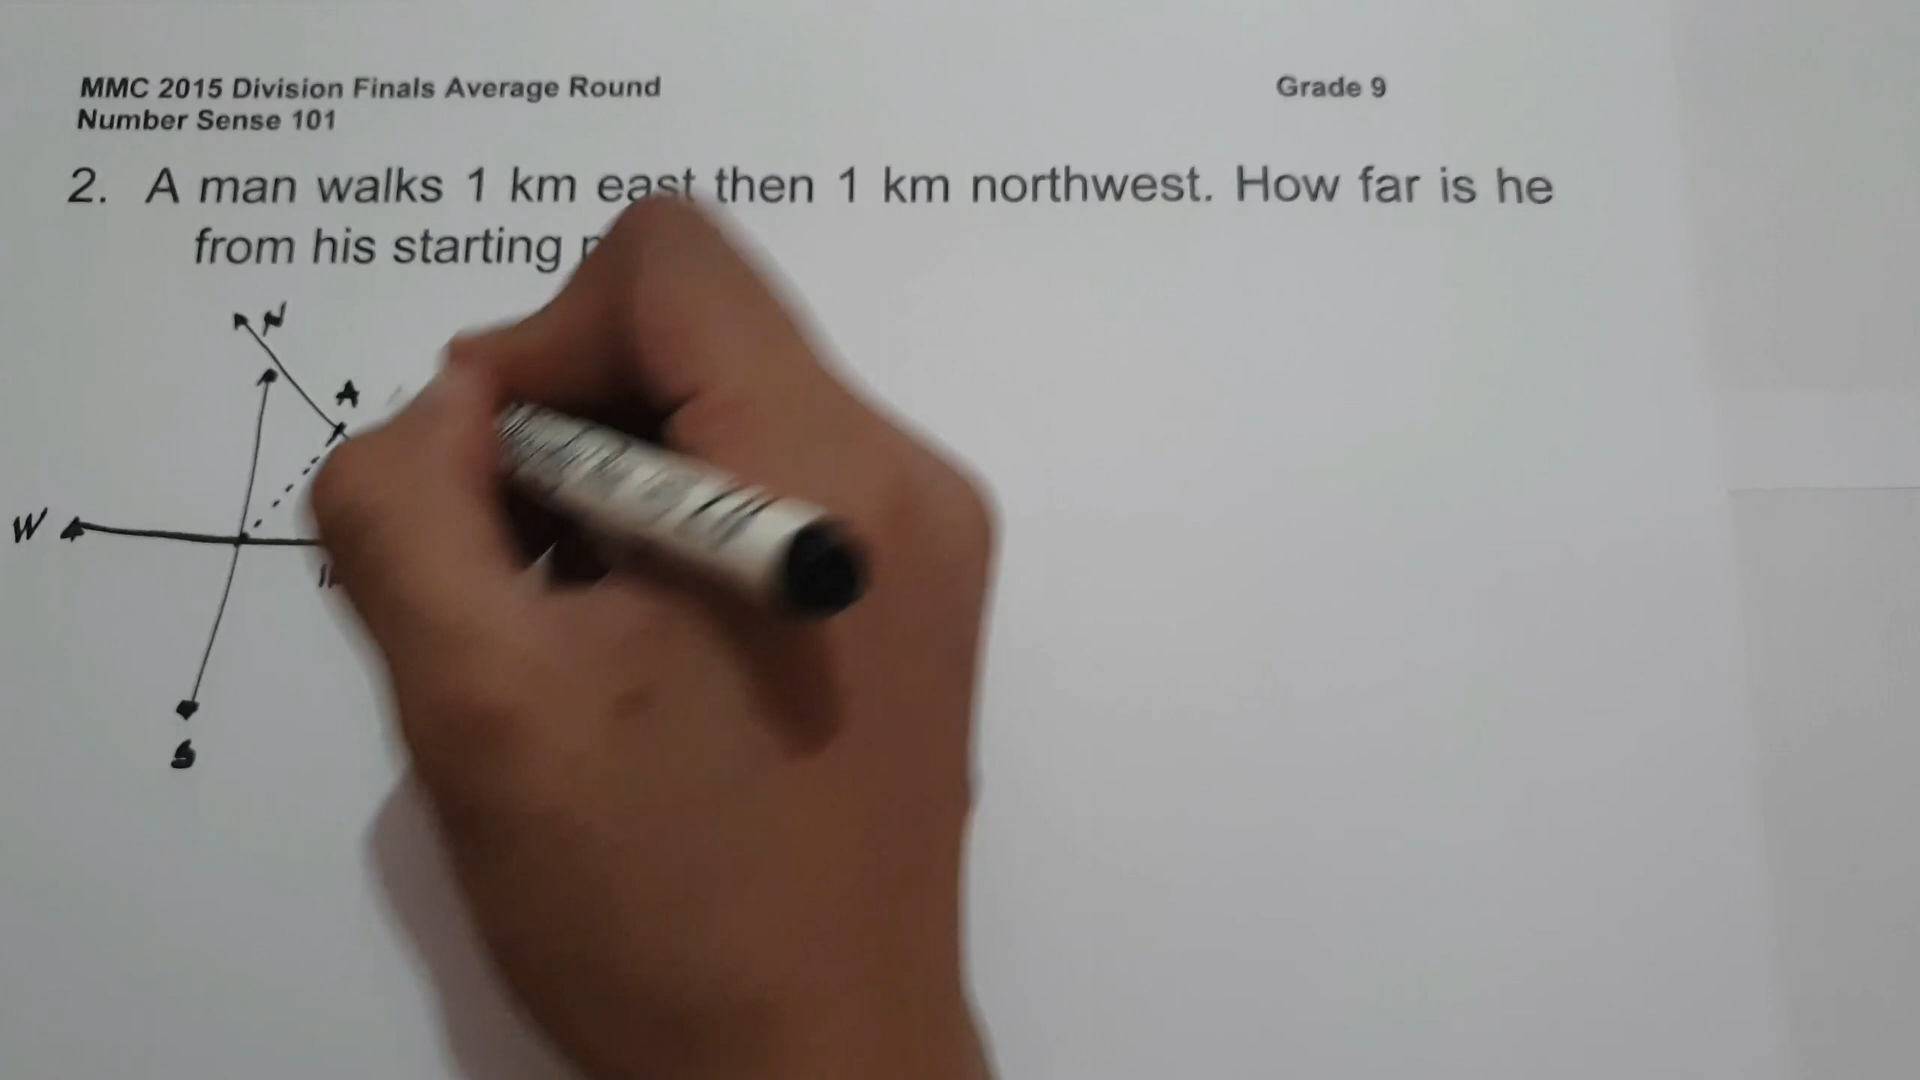 MMC 2015 Division Finals Average Round
Grade 9
Number Sense 101
2. A man walks 1 km east then 1 km northwest. How far is he
from his starting
N
A
W
S